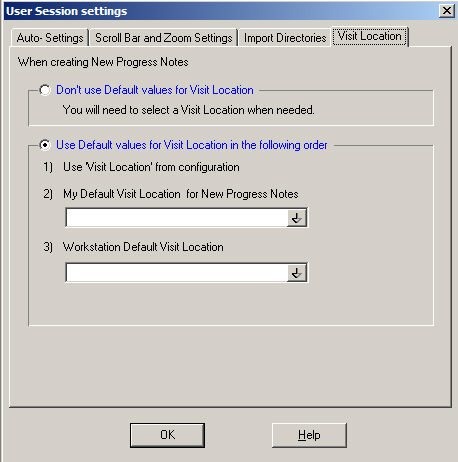 User Session settings
Auto- Settings
Scroll Bar and Zoom Settings
Import Directories
Visit Location
When creating New Progress Notes
Don't use Default values for Visit Location
You will need to select a Visit Location when needed.
Use Default values for Visit Location in the following order
1) Use 'Visit Location' from configuration
2) My Default Visit Location for New Progress Notes
3) Workstation Default Visit Location
OK
Help